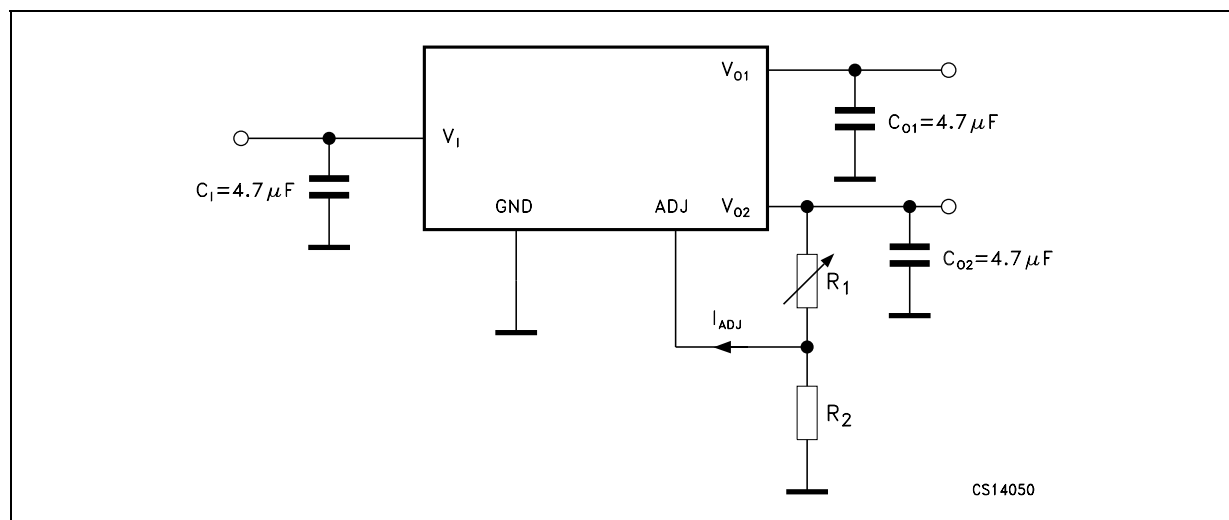 V_O1
C_O1=4.7μF
V_I
C_I=4.7μF
GND
ADJ
V_O2
C_O2=4.7μF
R_1
I_ADJ
R_2
CS14050